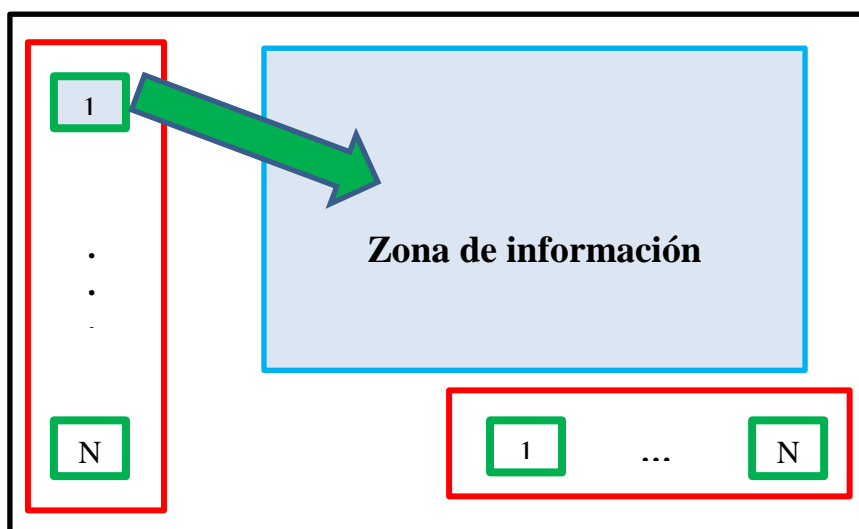 1
Zona de información
.
.
.
N
1 ... N